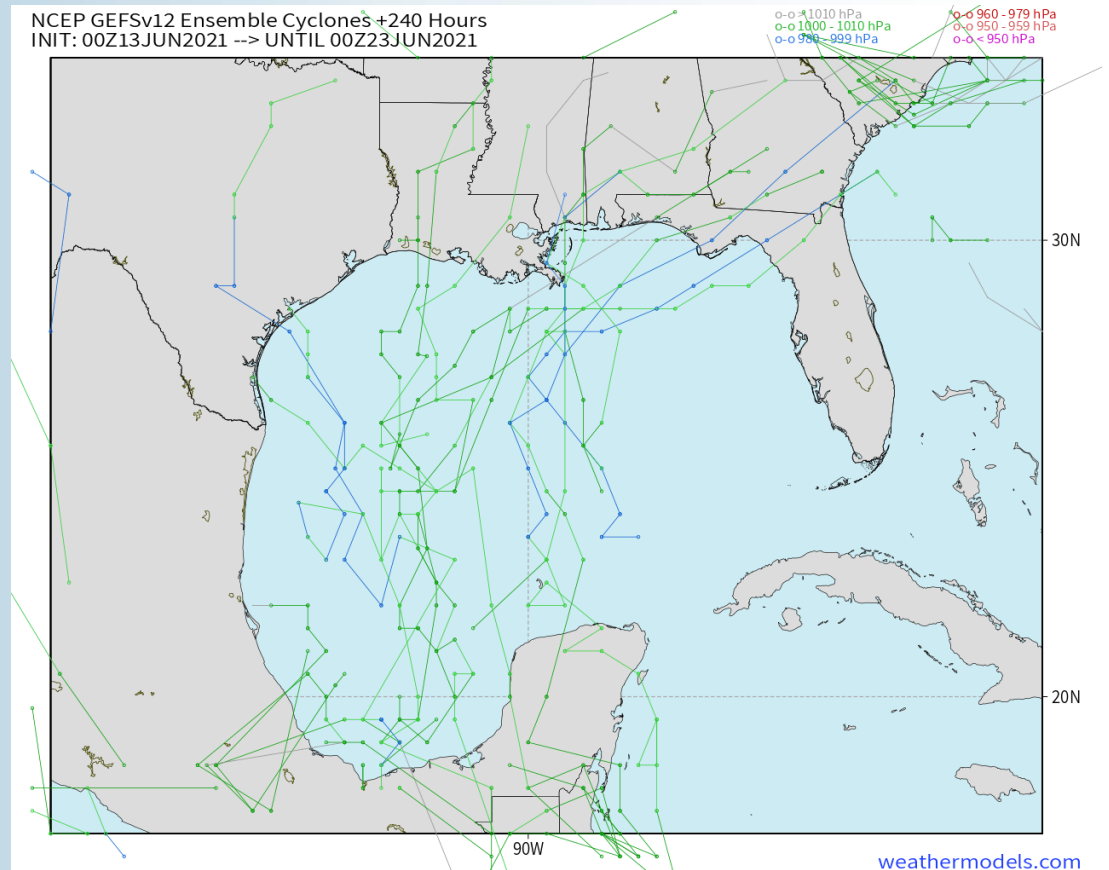 NCEP GEFSv12 Ensemble Cyclones +240 Hours
INIT: 00Z13JUN2021 --> UNTIL 00Z23JUN2021
o-o > 1010 hPa
o-o 1000 - 1010 hPa
o-o 980 - 999 hPa
o-o 960 - 979 hPa
o-o 950 - 959 hPa
o-o < 950 hPa
30N
20N
90W
weathermodels.com